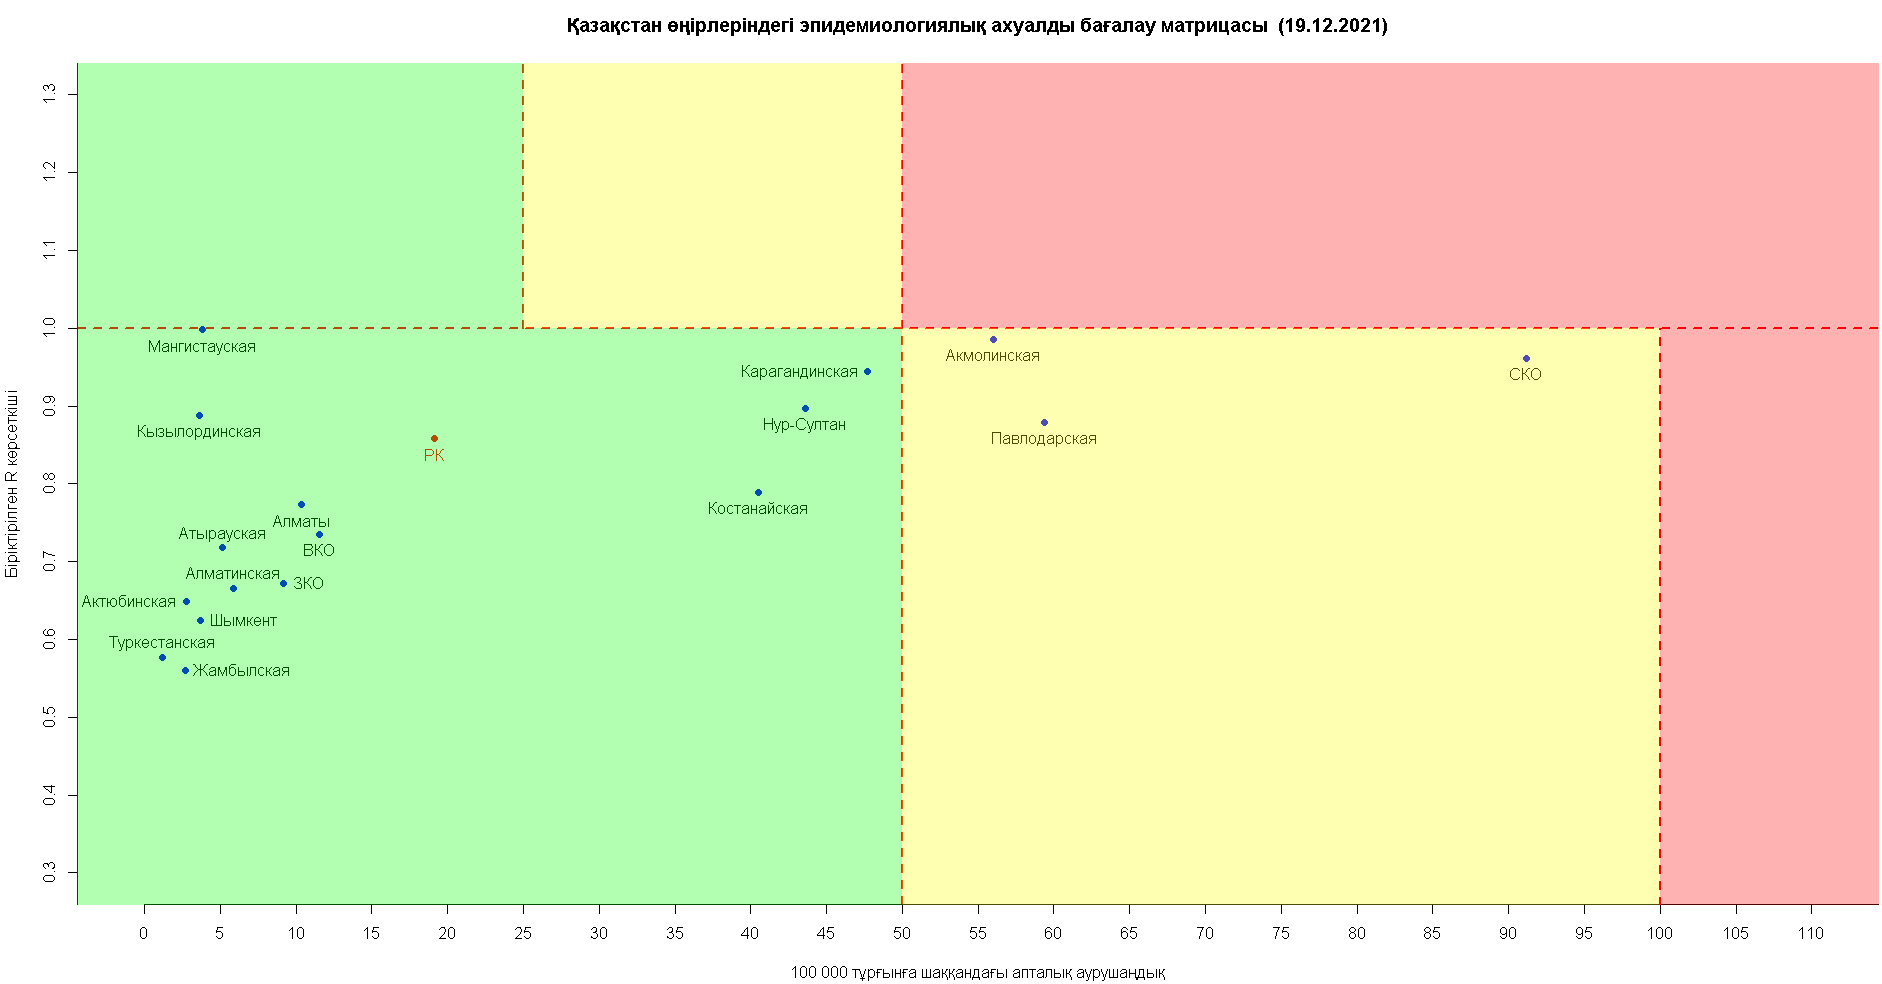 Қазақстан өңірлеріндегі эпидемиологиялық ахуалды бағалау матрицасы (19.12.2021)
Біріктірілген R көрсеткіші
1.3
1.2
1.1
1.0
0.9
0.8
0.7
0.6
0.5
0.4
0.3
Мангистауская
Акмолинская
Карагандинская
СКО
Нур-Султан
Кызылординская
Павлодарская
РК
Костанайская
Алматы
Атырауская
ВКО
Алматинская
ЗКО
Актюбинская
Шымкент
Туркестанская
Жамбылская
0 5 10 15 20 25 30 35 40 45 50 55 60 65 70 75 80 85 90 95 100 105 110
100 000 тұрғынға шаққандағы апталық аурушаңдық